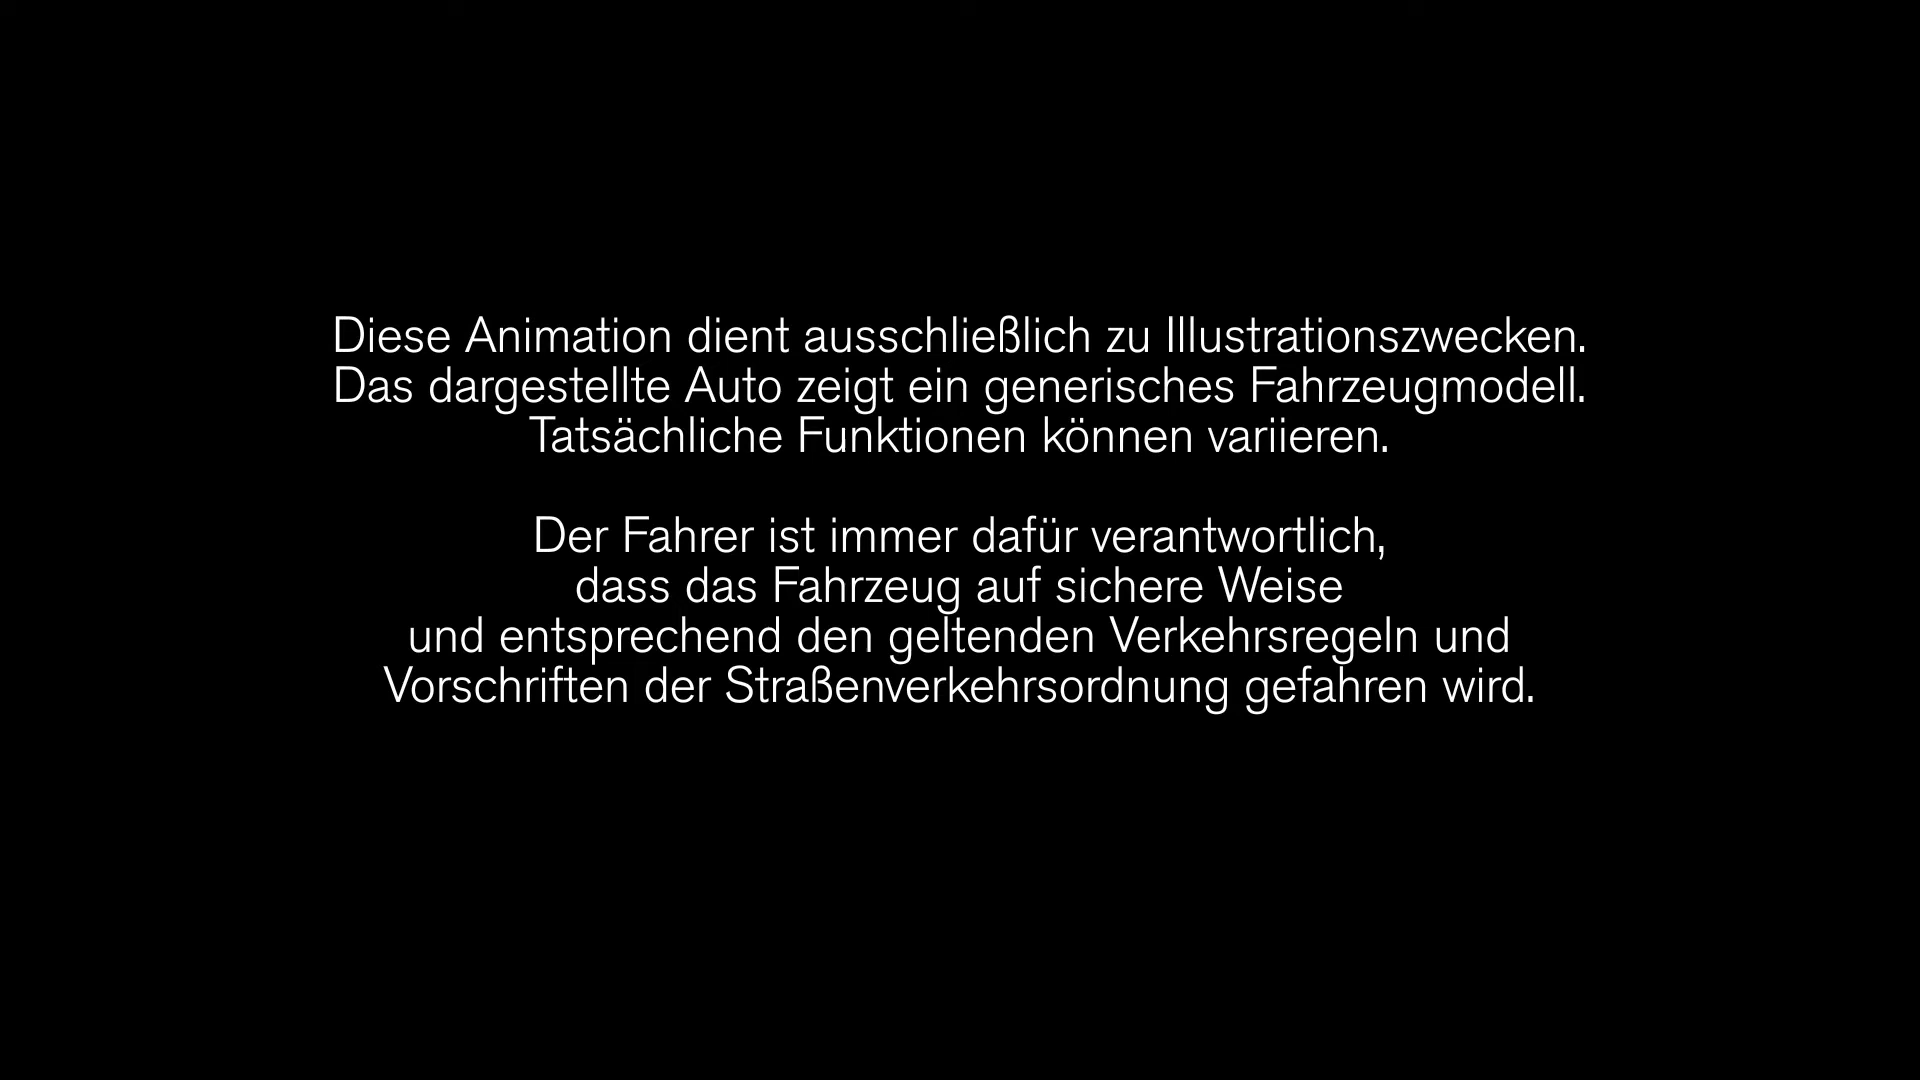 Diese Animation dient ausschließlich zu Illustrationszwecken.
Das dargestellte Auto zeigt ein generisches Fahrzeugmodell.
Tatsächliche Funktionen können variieren.
Der Fahrer ist immer dafür verantwortlich,
dass das Fahrzeug auf sichere Weise
und entsprechend den geltenden Verkehrsregeln und
Vorschriften der Straßenverkehrsordnung gefahren wird.